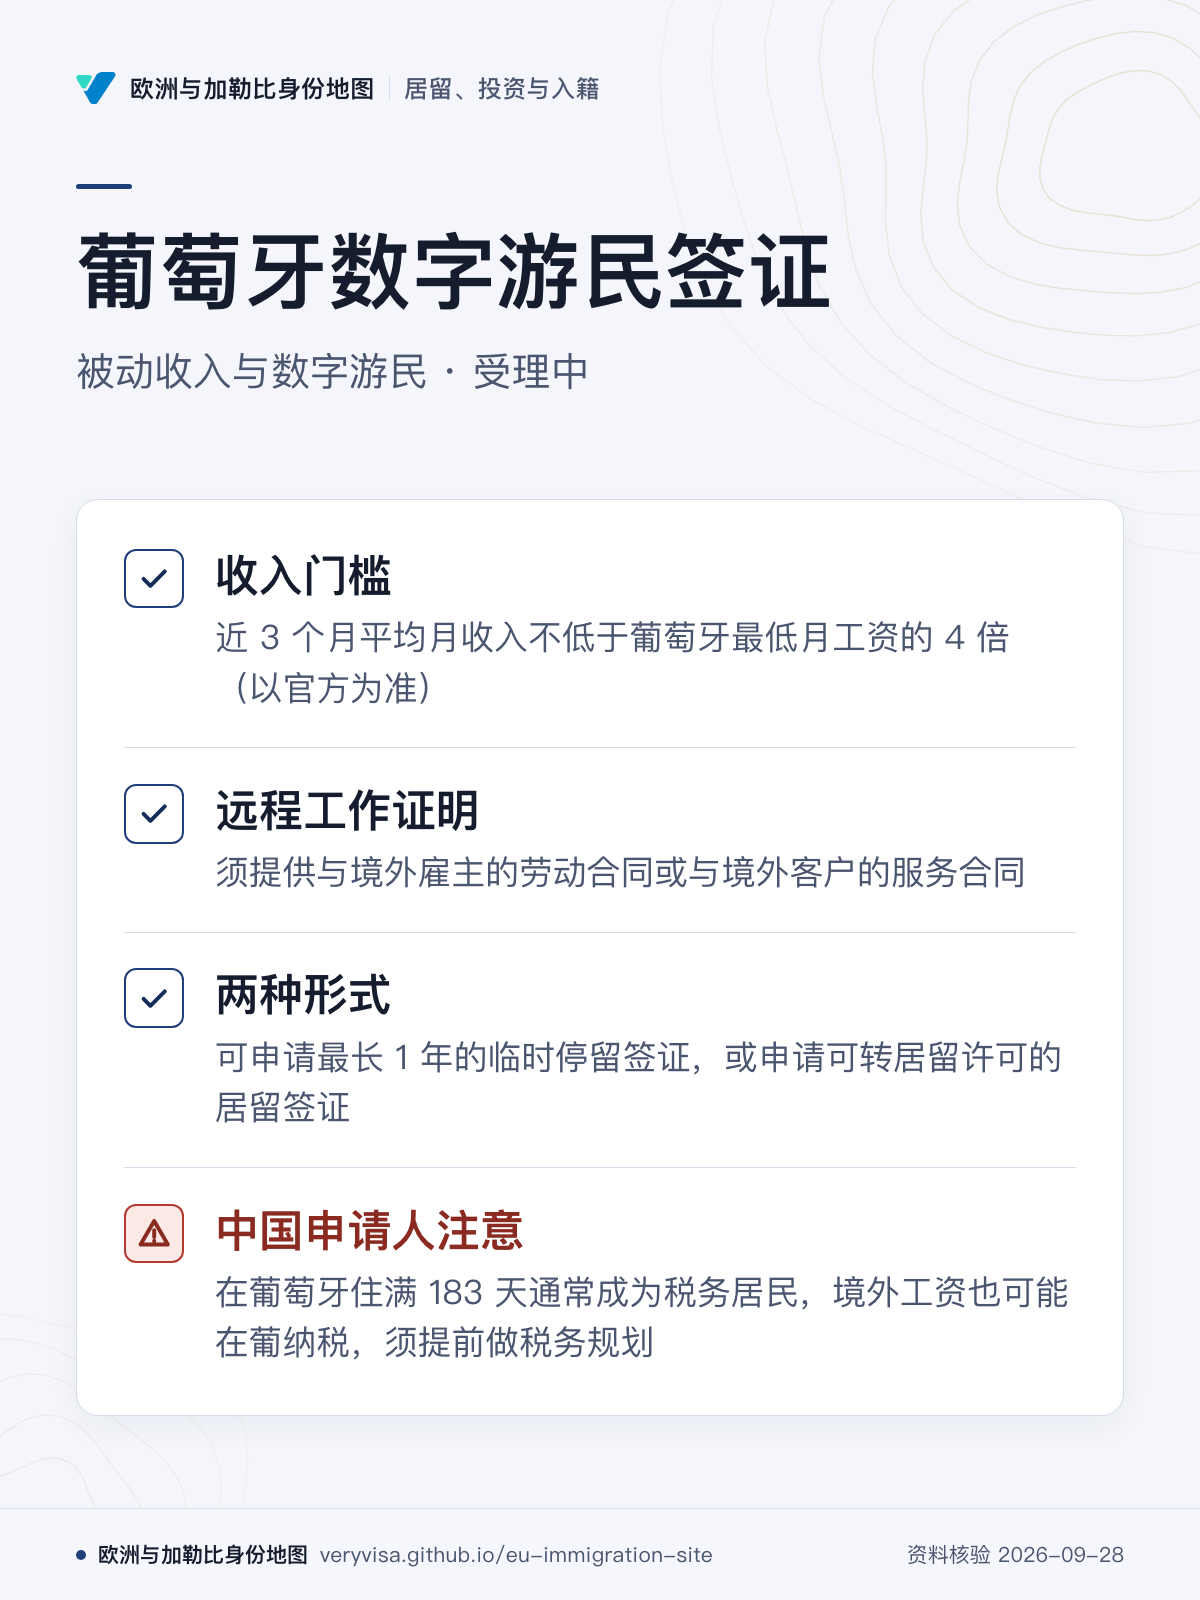 欧洲与加勒比身份地图 居留、投资与入籍
葡萄牙数字游民签证
被动收入与数字游民 · 受理中
收入门槛
近 3 个月平均月收入不低于葡萄牙最低月工资的 4 倍
（以官方为准）
远程工作证明
须提供与境外雇主的劳动合同或与境外客户的服务合同
两种形式
可申请最长 1 年的临时停留签证，或申请可转居留许可的
居留签证
中国申请人注意
在葡萄牙住满 183 天通常成为税务居民，境外工资也可能
在葡纳税，须提前做税务规划
欧洲与加勒比身份地图 veryvisa.github.io/eu-immigration-site 资料核验 2026-09-28